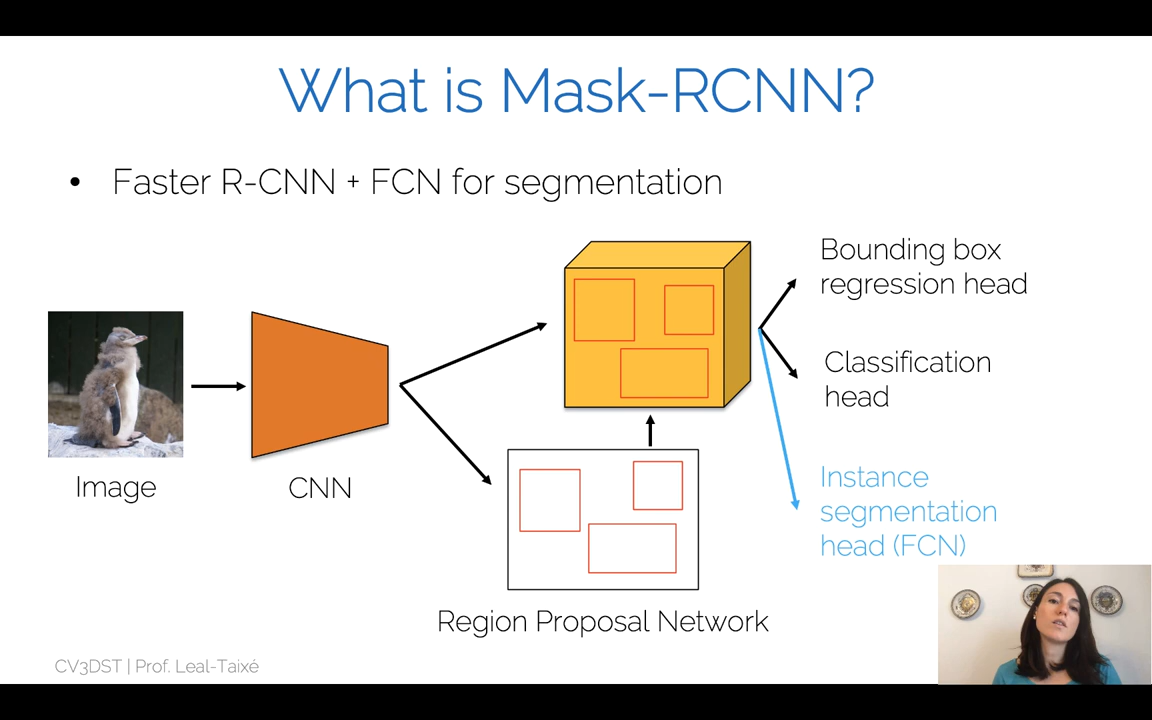 What is Mask-RCNN?
• Faster R-CNN + FCN for segmentation
Bounding box
regression head
Classification
head
Instance
segmentation
head (FCN)
Image
CNN
Region Proposal Network
CV3DST | Prof. Leal-Taixé